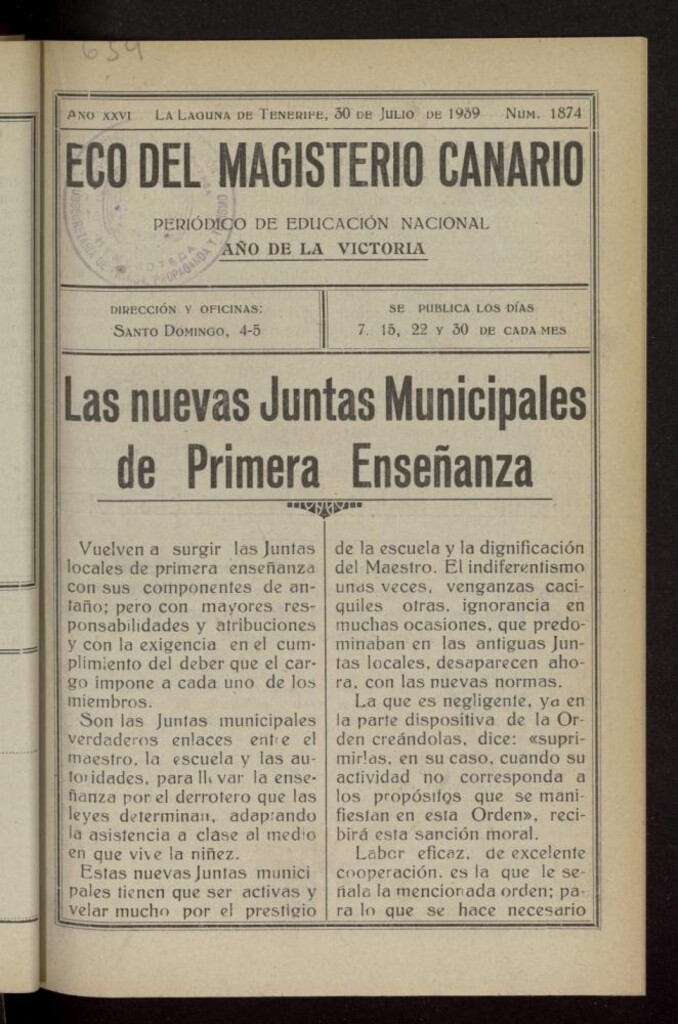 654
AÑO XXVI LA LAGUNA DE TENERIFE, 30 DE JULIO DE 1939 NUM. 1874
ECO DEL MAGISTERIO CANARIO
PERIÓDICO DE EDUCACIÓN NACIONAL
AÑO DE LA VICTORIA
DIRECCIÓN Y OFICINAS:
SANTO DOMINGO, 4-5
SE PUBLICA LOS DÍAS
7. 15, 22 Y 30 DE CADA MES
Las nuevas Juntas Municipales
de Primera Enseñanza
Vuelven a surgir las Juntas
locales de primera enseñanza
con sus componentes de an-
taño; pero con mayores res-
ponsabilidades y atribuciones
y con la exigencia en el cum-
plimiento del deber que el car-
go impone a cada uno de los
miembros.
Son las Juntas municipales
verdaderos enlaces entre el
maestro, la escuela y las au-
toridades, para llevar la ense-
ñanza por el derrotero que las
leyes determinan, adaptando
la asistencia a clase al medio
en que vive la niñez.
Estas nuevas Juntas munici
pales tienen que ser activas y
velar mucho por el prestigio
de la escuela y la dignificación
del Maestro. El indiferentismo
unas veces, venganzas caci-
quiles otras, ignorancia en
muchas ocasiones, que predo-
minaban en las antiguas Jun-
tas locales, desaparecen aho-
ra, con las nuevas normas.
La que es negligente, ya en
la parte dispositiva de la Or-
den creándolas, dice: «supri-
mirlas, en su caso, cuando su
actividad no corresponda a
los propósitos que se mani-
fiestan en esta Orden», reci-
birá esta sanción moral.
Labor eficaz, de excelente
cooperación. es la que le se-
ñala la mencionada orden; pa-
ra lo que se hace necesario